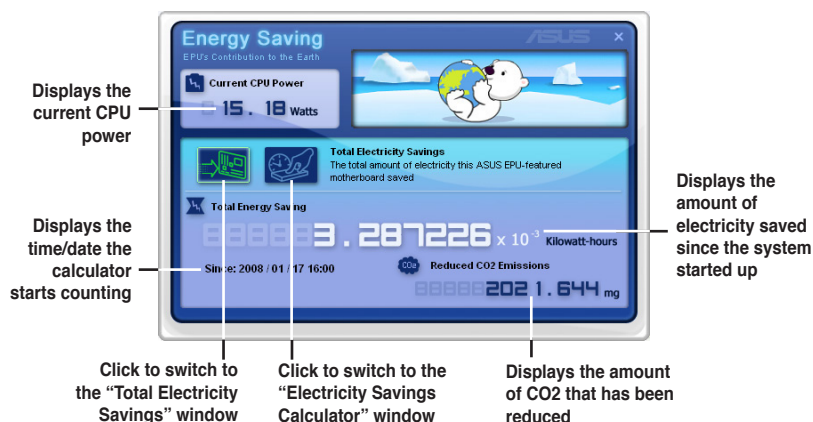 Energy Saving
EPU's Contribution to the Earth
ASUS
Current CPU Power
15. 18 Watts
Total Electricity Savings
The total amount of electricity this ASUS EPU-featured
motherboard saved
Total Energy Saving
3.287226 x 10-3 Kilowatt-hours
Since: 2008 / 01 / 17 16:00
CO2
Reduced CO2 Emissions
2021.644 mg
Displays the
current CPU
power
Displays the
time/date the
calculator
starts counting
Displays the
amount of
electricity saved
since the system
started up
Click to switch to
the “Total Electricity
Savings” window
Click to switch to the
“Electricity Savings
Calculator” window
Displays the amount
of CO2 that has been
reduced